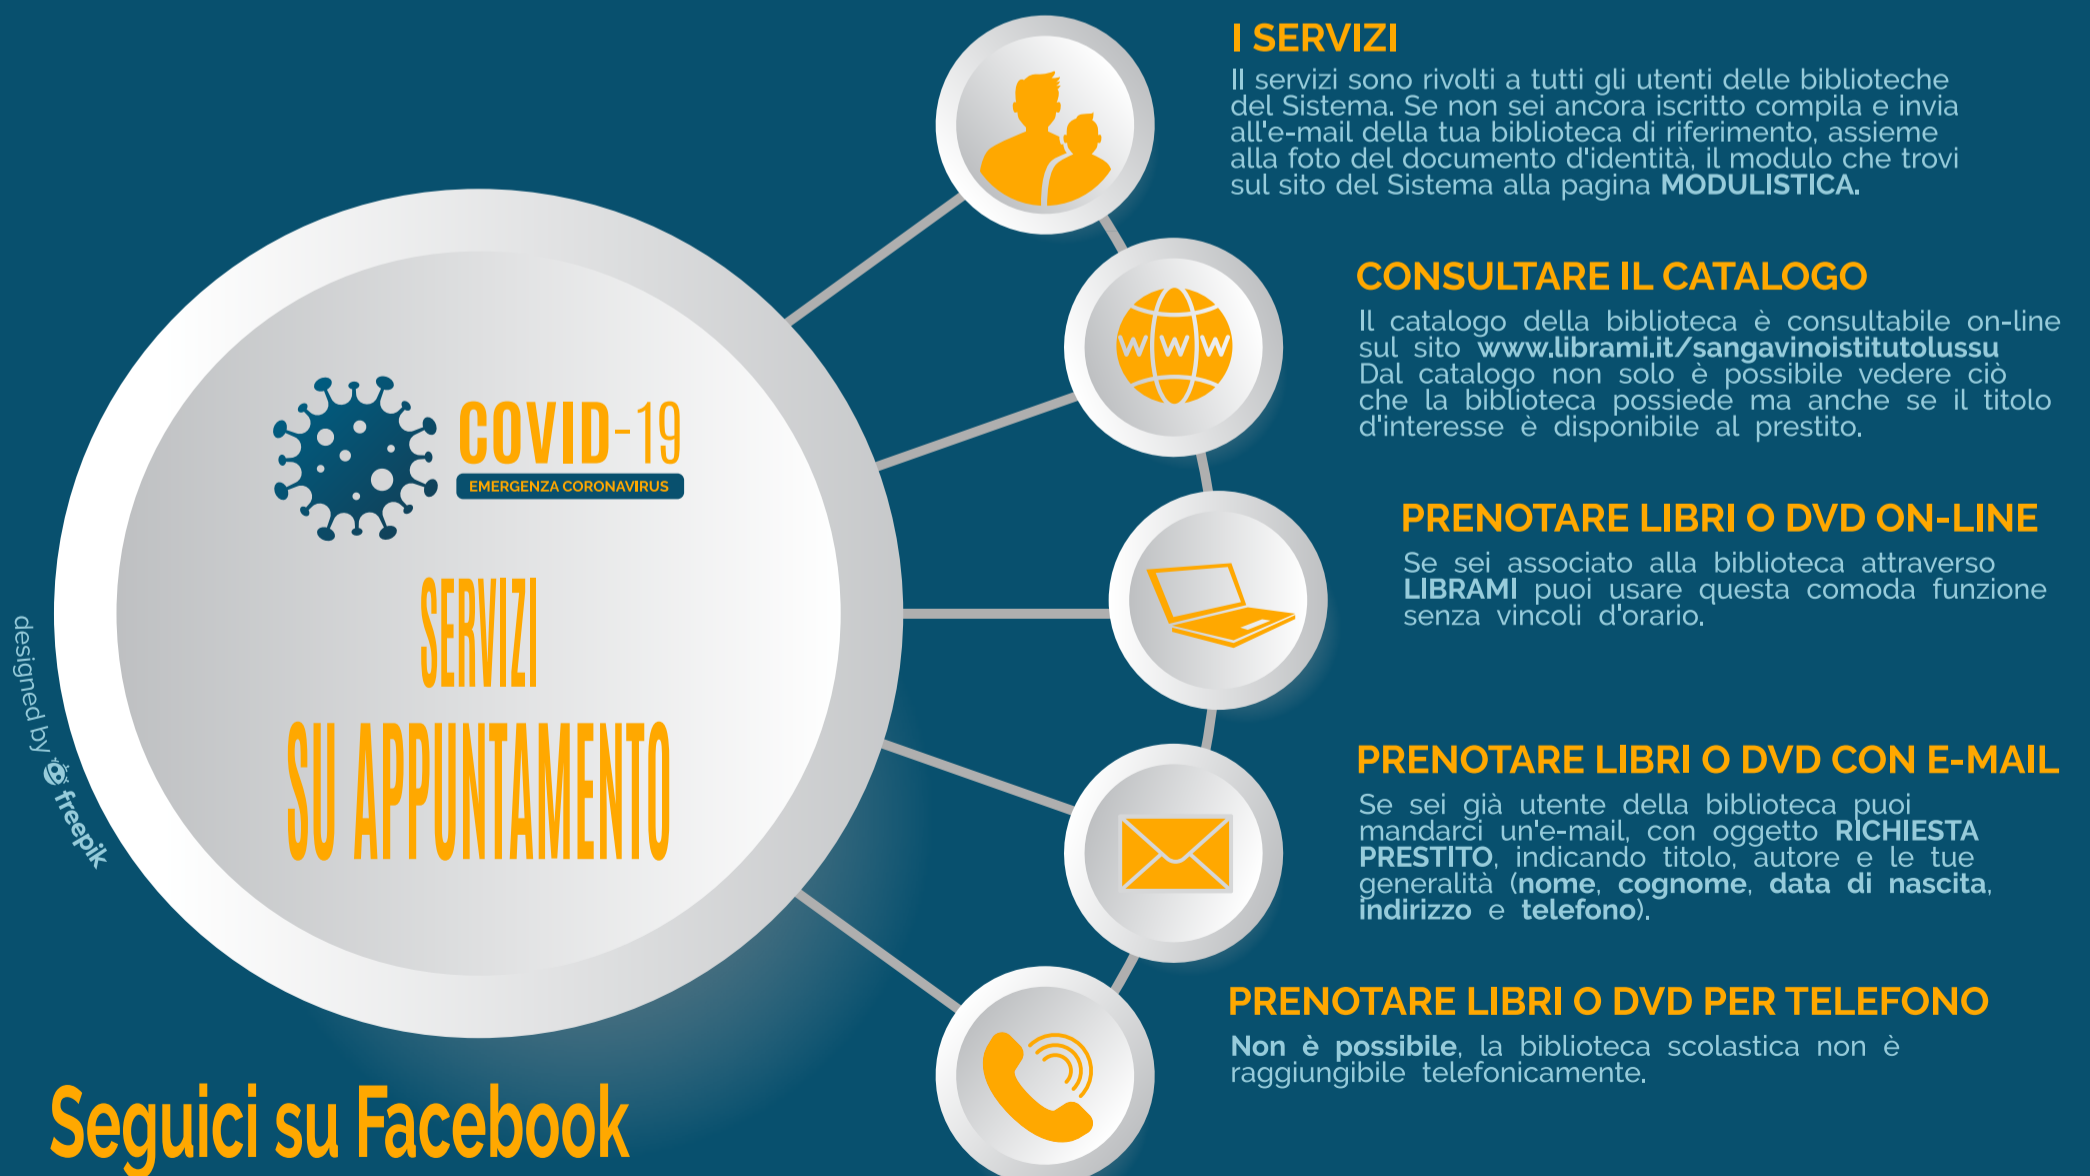 I SERVIZI
II servizi sono rivolti a tutti gli utenti delle biblioteche
del Sistema. Se non sei ancora iscritto compila e invia
all'e-mail della tua biblioteca di riferimento, assieme
alla foto del documento d'identità, il modulo che trovi
sul sito del Sistema alla pagina MODULISTICA.
CONSULTARE IL CATALOGO
Il catalogo della biblioteca è consultabile on-line
sul sito www.librami.it/sangavinoistitutolussu
Dal catalogo non solo è possibile vedere ciò
che la biblioteca possiede ma anche se il titolo
d'interesse è disponibile al prestito.
WWW
COVID-19
EMERGENZA CORONAVIRUS
SERVIZI
SU APPUNTAMENTO
PRENOTARE LIBRI O DVD ON-LINE
Se sei associato alla biblioteca attraverso
LIBRAMI puoi usare questa comoda funzione
senza vincoli d'orario.
designed by freepik
PRENOTARE LIBRI O DVD CON E-MAIL
Se sei già utente della biblioteca puoi
mandarci un'e-mail, con oggetto RICHIESTA
PRESTITO, indicando titolo, autore e le tue
generalità (nome, cognome, data di nascita,
indirizzo e telefono).
PRENOTARE LIBRI O DVD PER TELEFONO
Non è possibile, la biblioteca scolastica non è
raggiungibile telefonicamente.
Seguici su Facebook